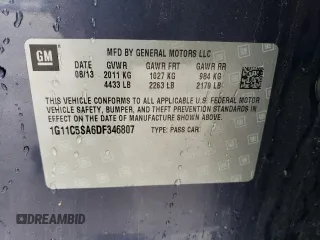 GM
MFD BY GENERAL MOTORS LLC
DATE GVWR GAWR FRT GAWR RR
08/13 2011 KG 1027 KG 984 KG
4433 LB 2263 LB 2170 LB
THIS VEHICLE CONFORMS TO ALL APPLICABLE U.S. FEDERAL MOTOR
VEHICLE SAFETY, BUMPER, AND THEFT PREVENTION STANDARDS
IN EFFECT ON THE DATE OF MANUFACTURE SHOWN ABOVE.
1G11C5SA6DF346807 TYPE: PASS CAR
AUTOBIDMASTER